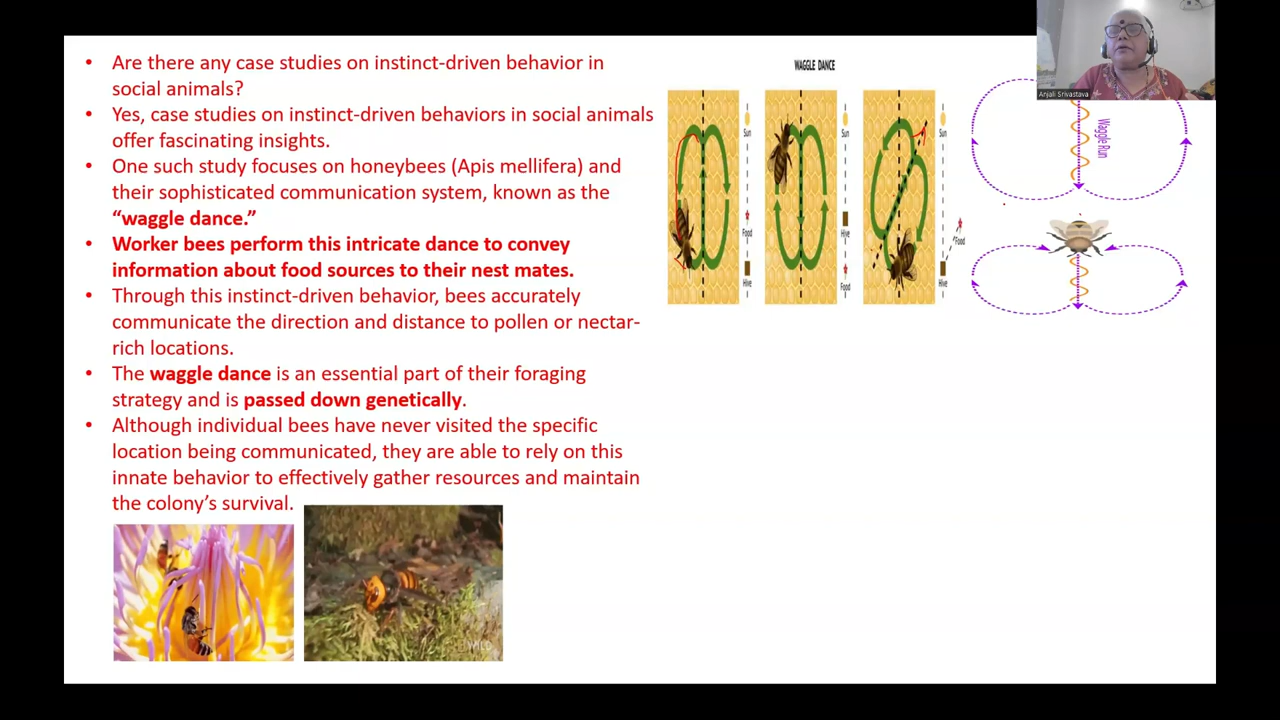 • Are there any case studies on instinct-driven behavior in
social animals?
• Yes, case studies on instinct-driven behaviors in social animals
offer fascinating insights.
• One such study focuses on honeybees (Apis mellifera) and
their sophisticated communication system, known as the
“waggle dance.”
• Worker bees perform this intricate dance to convey
information about food sources to their nest mates.
• Through this instinct-driven behavior, bees accurately
communicate the direction and distance to pollen or nectar-
rich locations.
• The waggle dance is an essential part of their foraging
strategy and is passed down genetically.
• Although individual bees have never visited the specific
location being communicated, they are able to rely on this
innate behavior to effectively gather resources and maintain
the colony’s survival.
WILD
WAGGLE DANCE
Sun
Food
Hive
Sun
Hive
Food
Sun
Food
Hive
Waggle Run
Anjali Srivastava